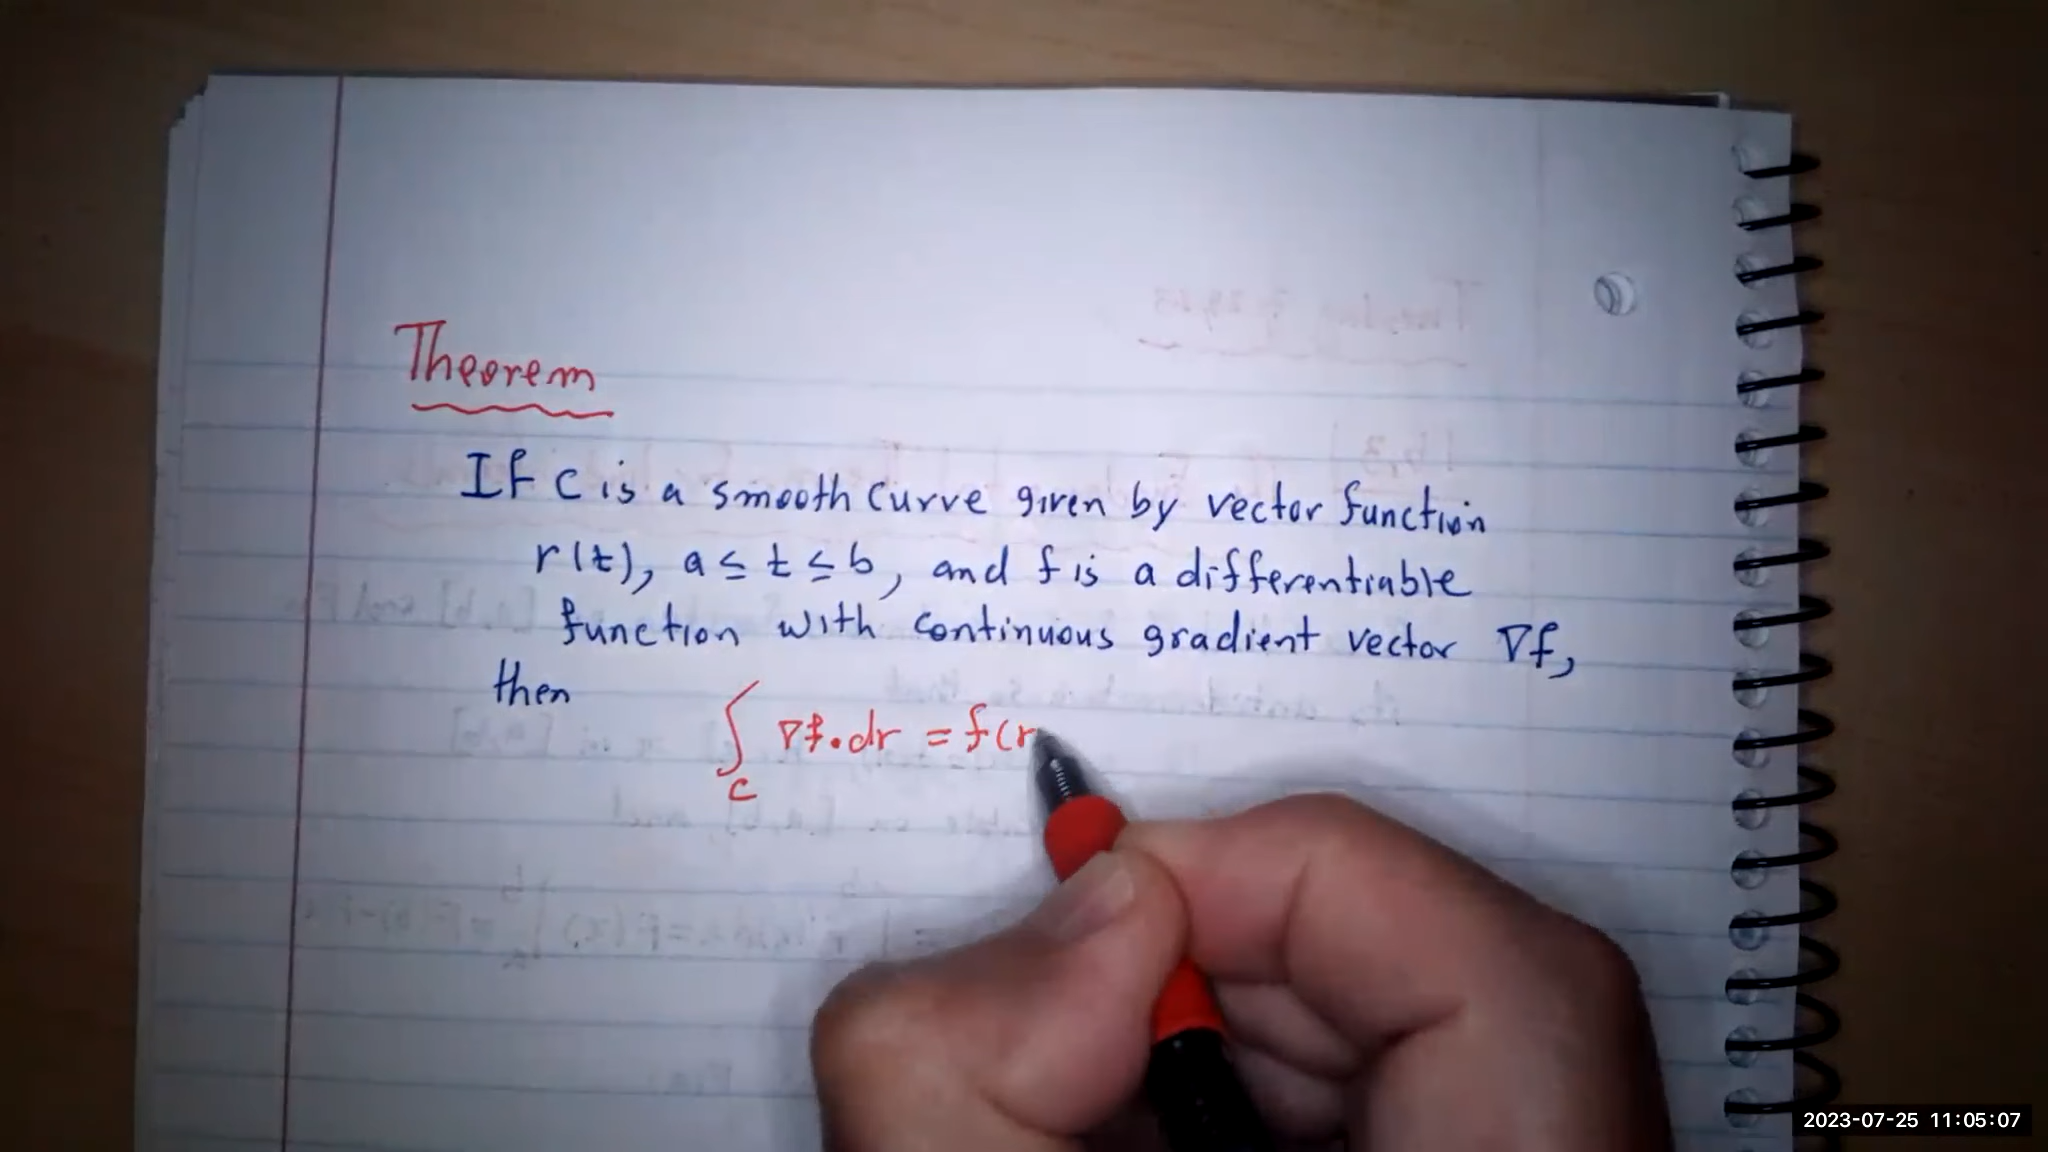 Theorem
If C is a smooth curve given by vector function
r(t), a ≤ t ≤ b, and f is a differentiable
function with continuous gradient vector ∇f,
then
∫_C ∇f · dr = f(r
2023-07-25 11:05:07